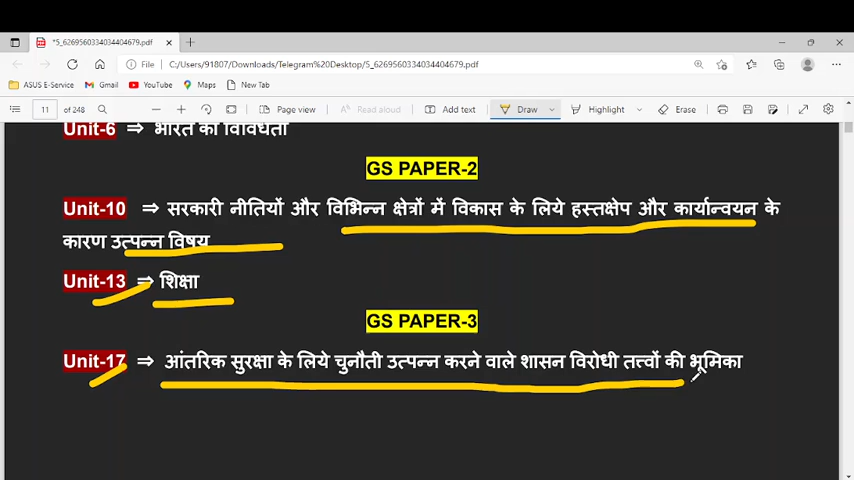 *5_6269560334034404679.pdf
File C:/Users/91807/Downloads/Telegram%20Desktop/5_6269560334034404679.pdf
ASUS E-Service Gmail YouTube Maps New Tab
11 of 248 Page view Read aloud Add text Draw Highlight Erase
Unit-6 ⇒ भारत की विविधता
GS PAPER-2
Unit-10 ⇒ सरकारी नीतियों और विभिन्न क्षेत्रों में विकास के लिये हस्तक्षेप और कार्यान्वयन के
कारण उत्पन्न विषय
Unit-13 ⇒ शिक्षा
GS PAPER-3
Unit-17 ⇒ आंतरिक सुरक्षा के लिये चुनौती उत्पन्न करने वाले शासन विरोधी तत्त्वों की भूमिका